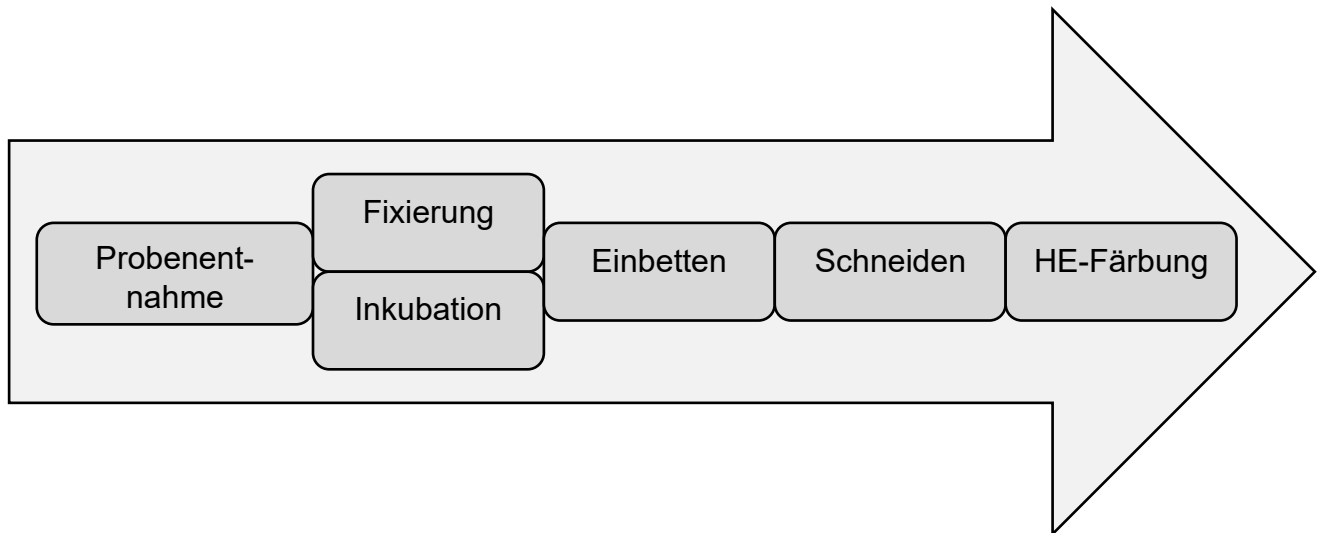 Probenent-
nahme
Fixierung
Inkubation
Einbetten
Schneiden
HE-Färbung